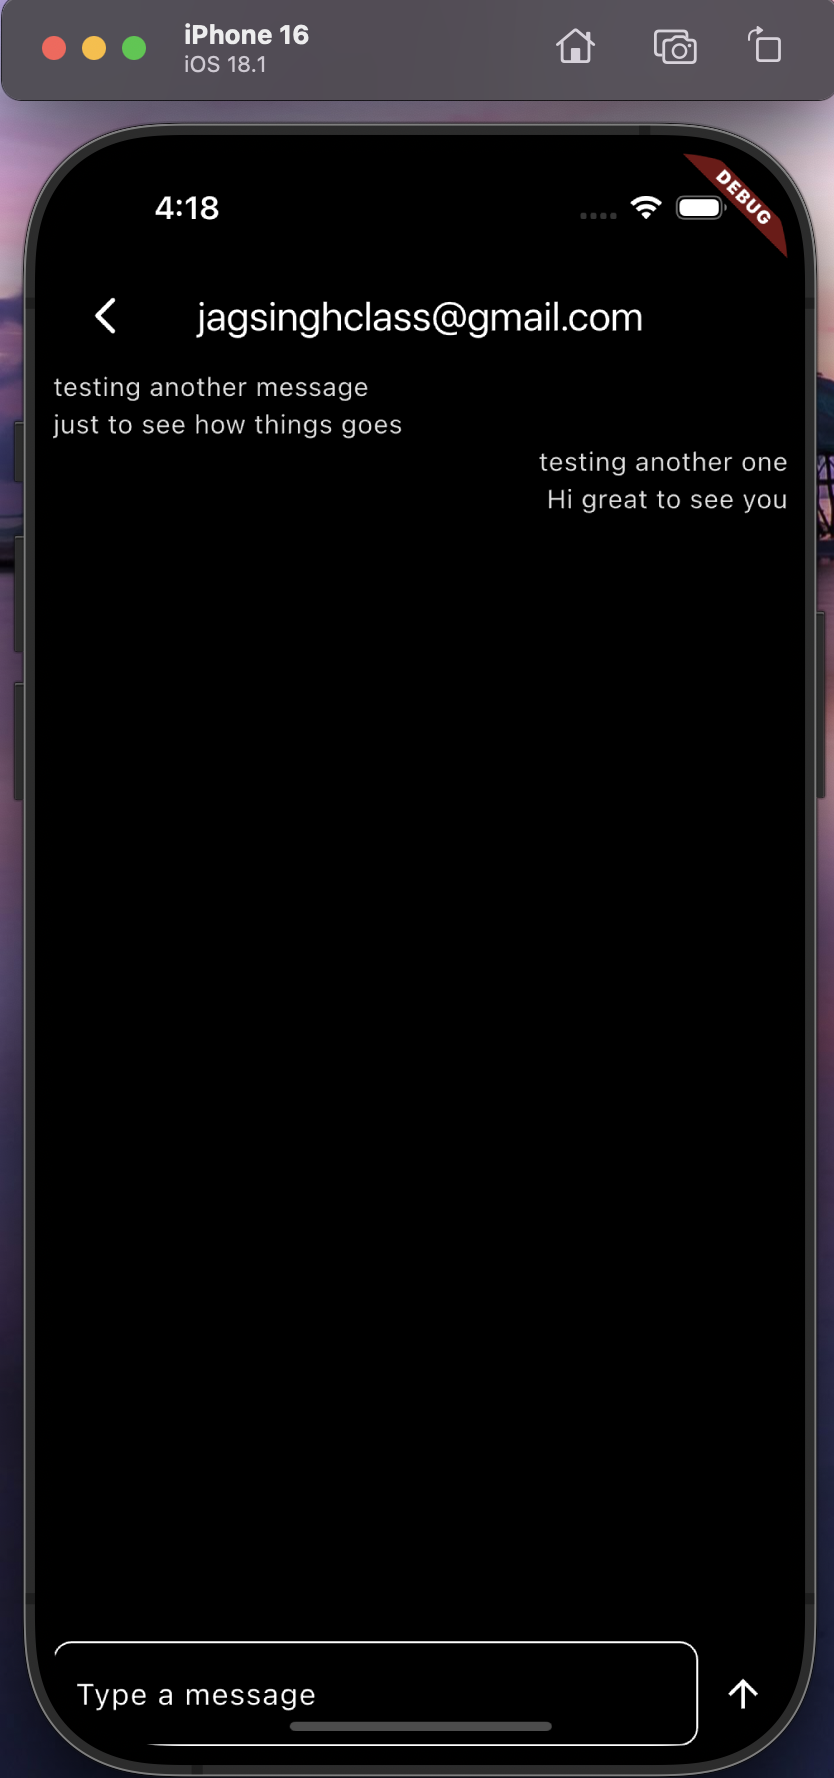 iPhone 16
iOS 18.1
4:18
DEBUG
jagsinghclass@gmail.com
testing another message
just to see how things goes
testing another one
Hi great to see you
Type a message